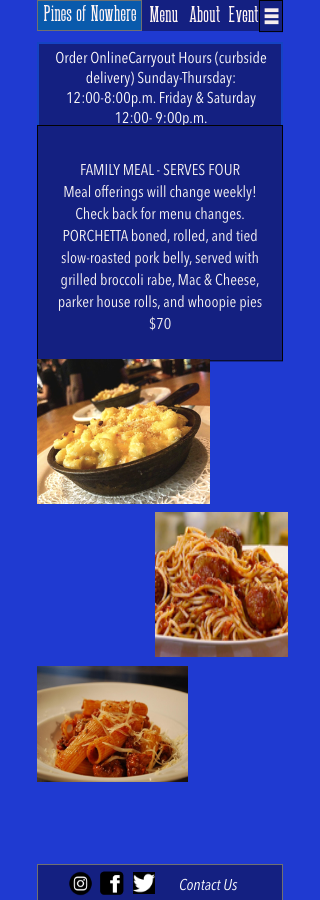 Pines of Nowhere Menu About Event
Order OnlineCarryout Hours (curbside
delivery) Sunday-Thursday:
12:00-8:00p.m. Friday & Saturday
12:00- 9:00p.m.
FAMILY MEAL - SERVES FOUR
Meal offerings will change weekly!
Check back for menu changes.
PORCHETTA boned, rolled, and tied
slow-roasted pork belly, served with
grilled broccoli rabe, Mac & Cheese,
parker house rolls, and whoopie pies
$70
Contact Us